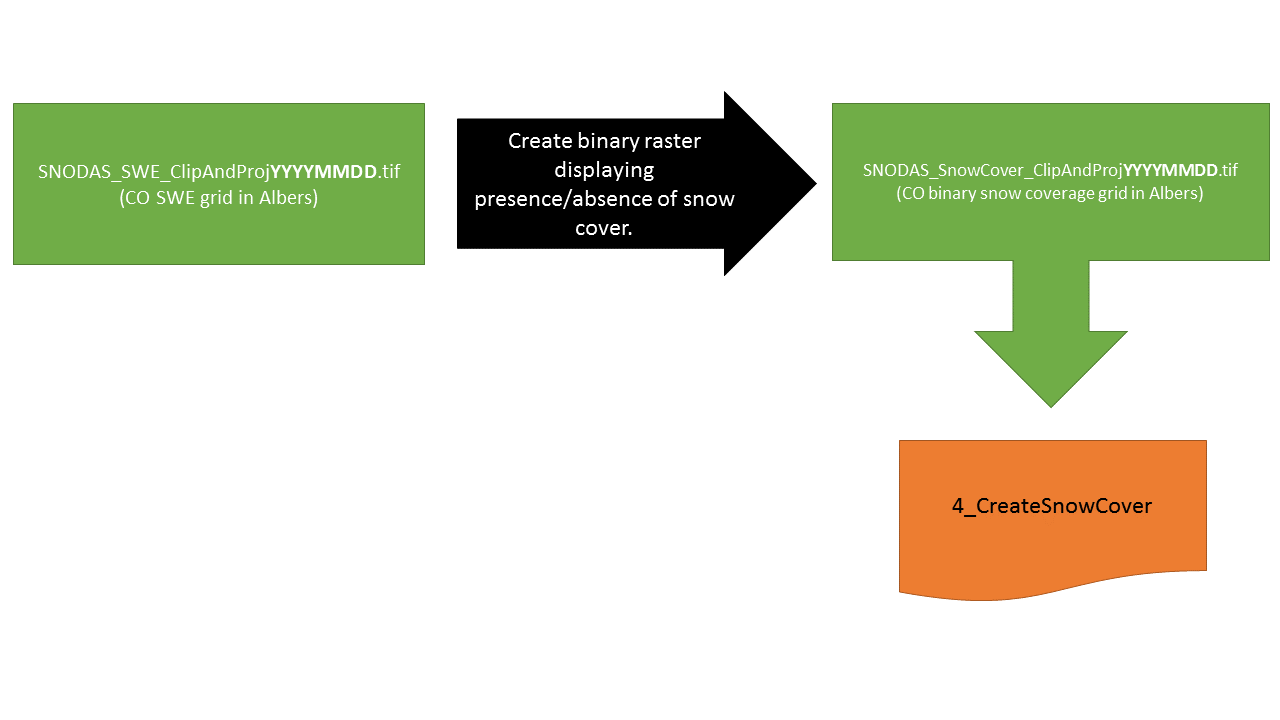 SNODAS_SWE_ClipAndProjYYYYMMDD.tif
(CO SWE grid in Albers)
Create binary raster
displaying
presence/absence of snow
cover.
SNODAS_SnowCover_ClipAndProjYYYYMMDD.tif
(CO binary snow coverage grid in Albers)
4_CreateSnowCover